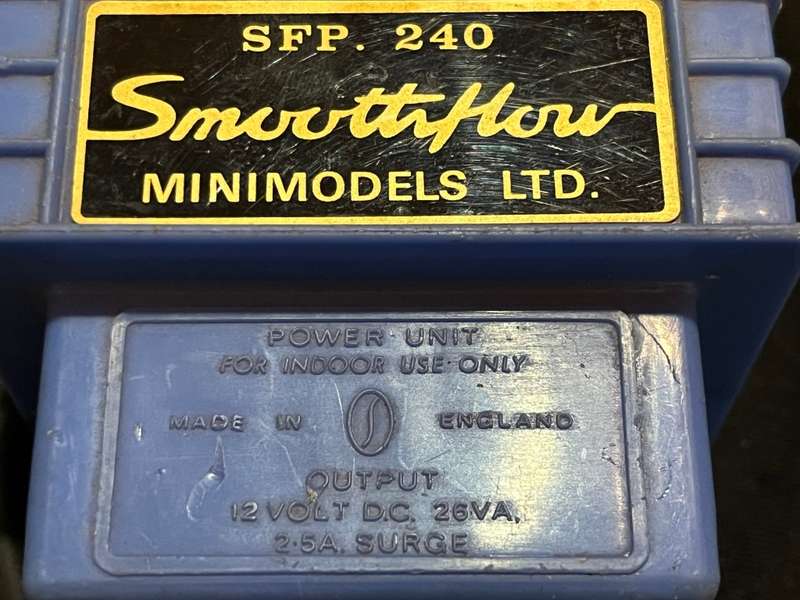 SFP. 240
Smoothflow
MINIMODELS LTD.
POWER UNIT
FOR INDOOR USE ONLY
MADE IN ENGLAND
OUTPUT
12 VOLT D.C. 26VA.
2·5A. SURGE